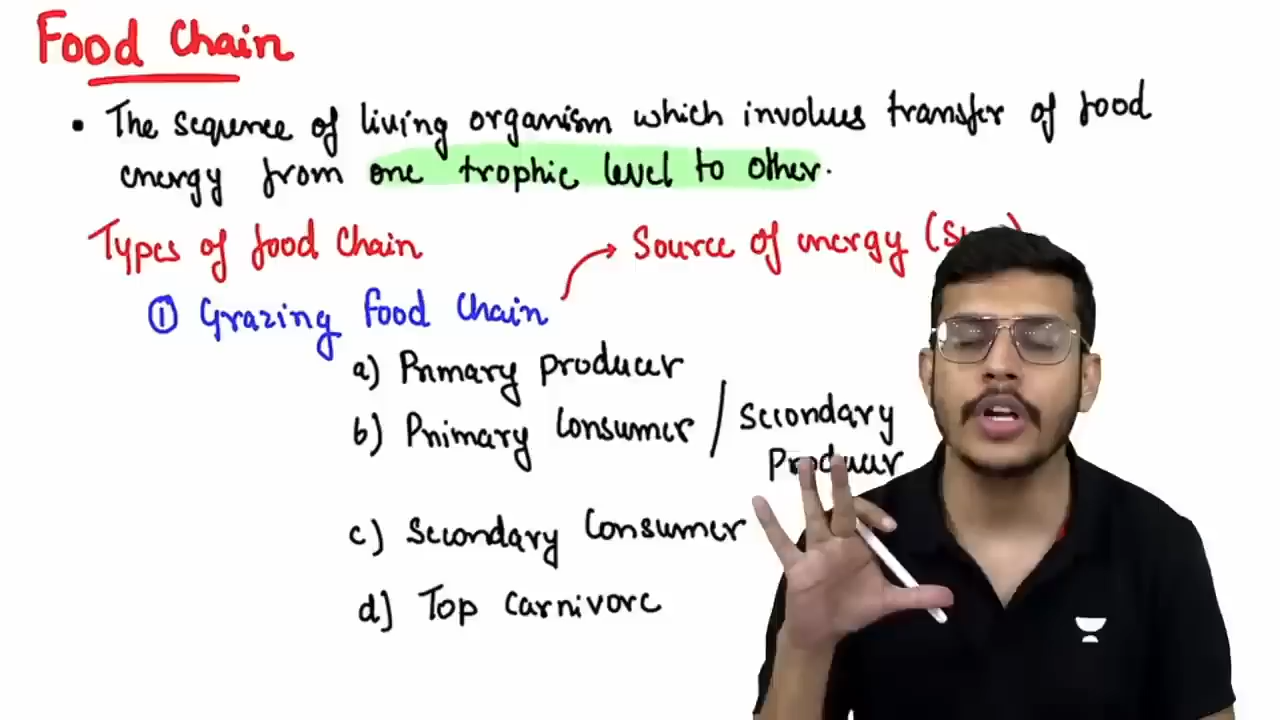 Food Chain
• The sequence of living organism which involves transfer of food
energy from one trophic level to other.
Types of food chain
Source of energy (
① Grazing food chain
a) Primary producer
b) Primary Consumer / Secondary
Producer
c) Secondary Consumer
d] Top carnivore